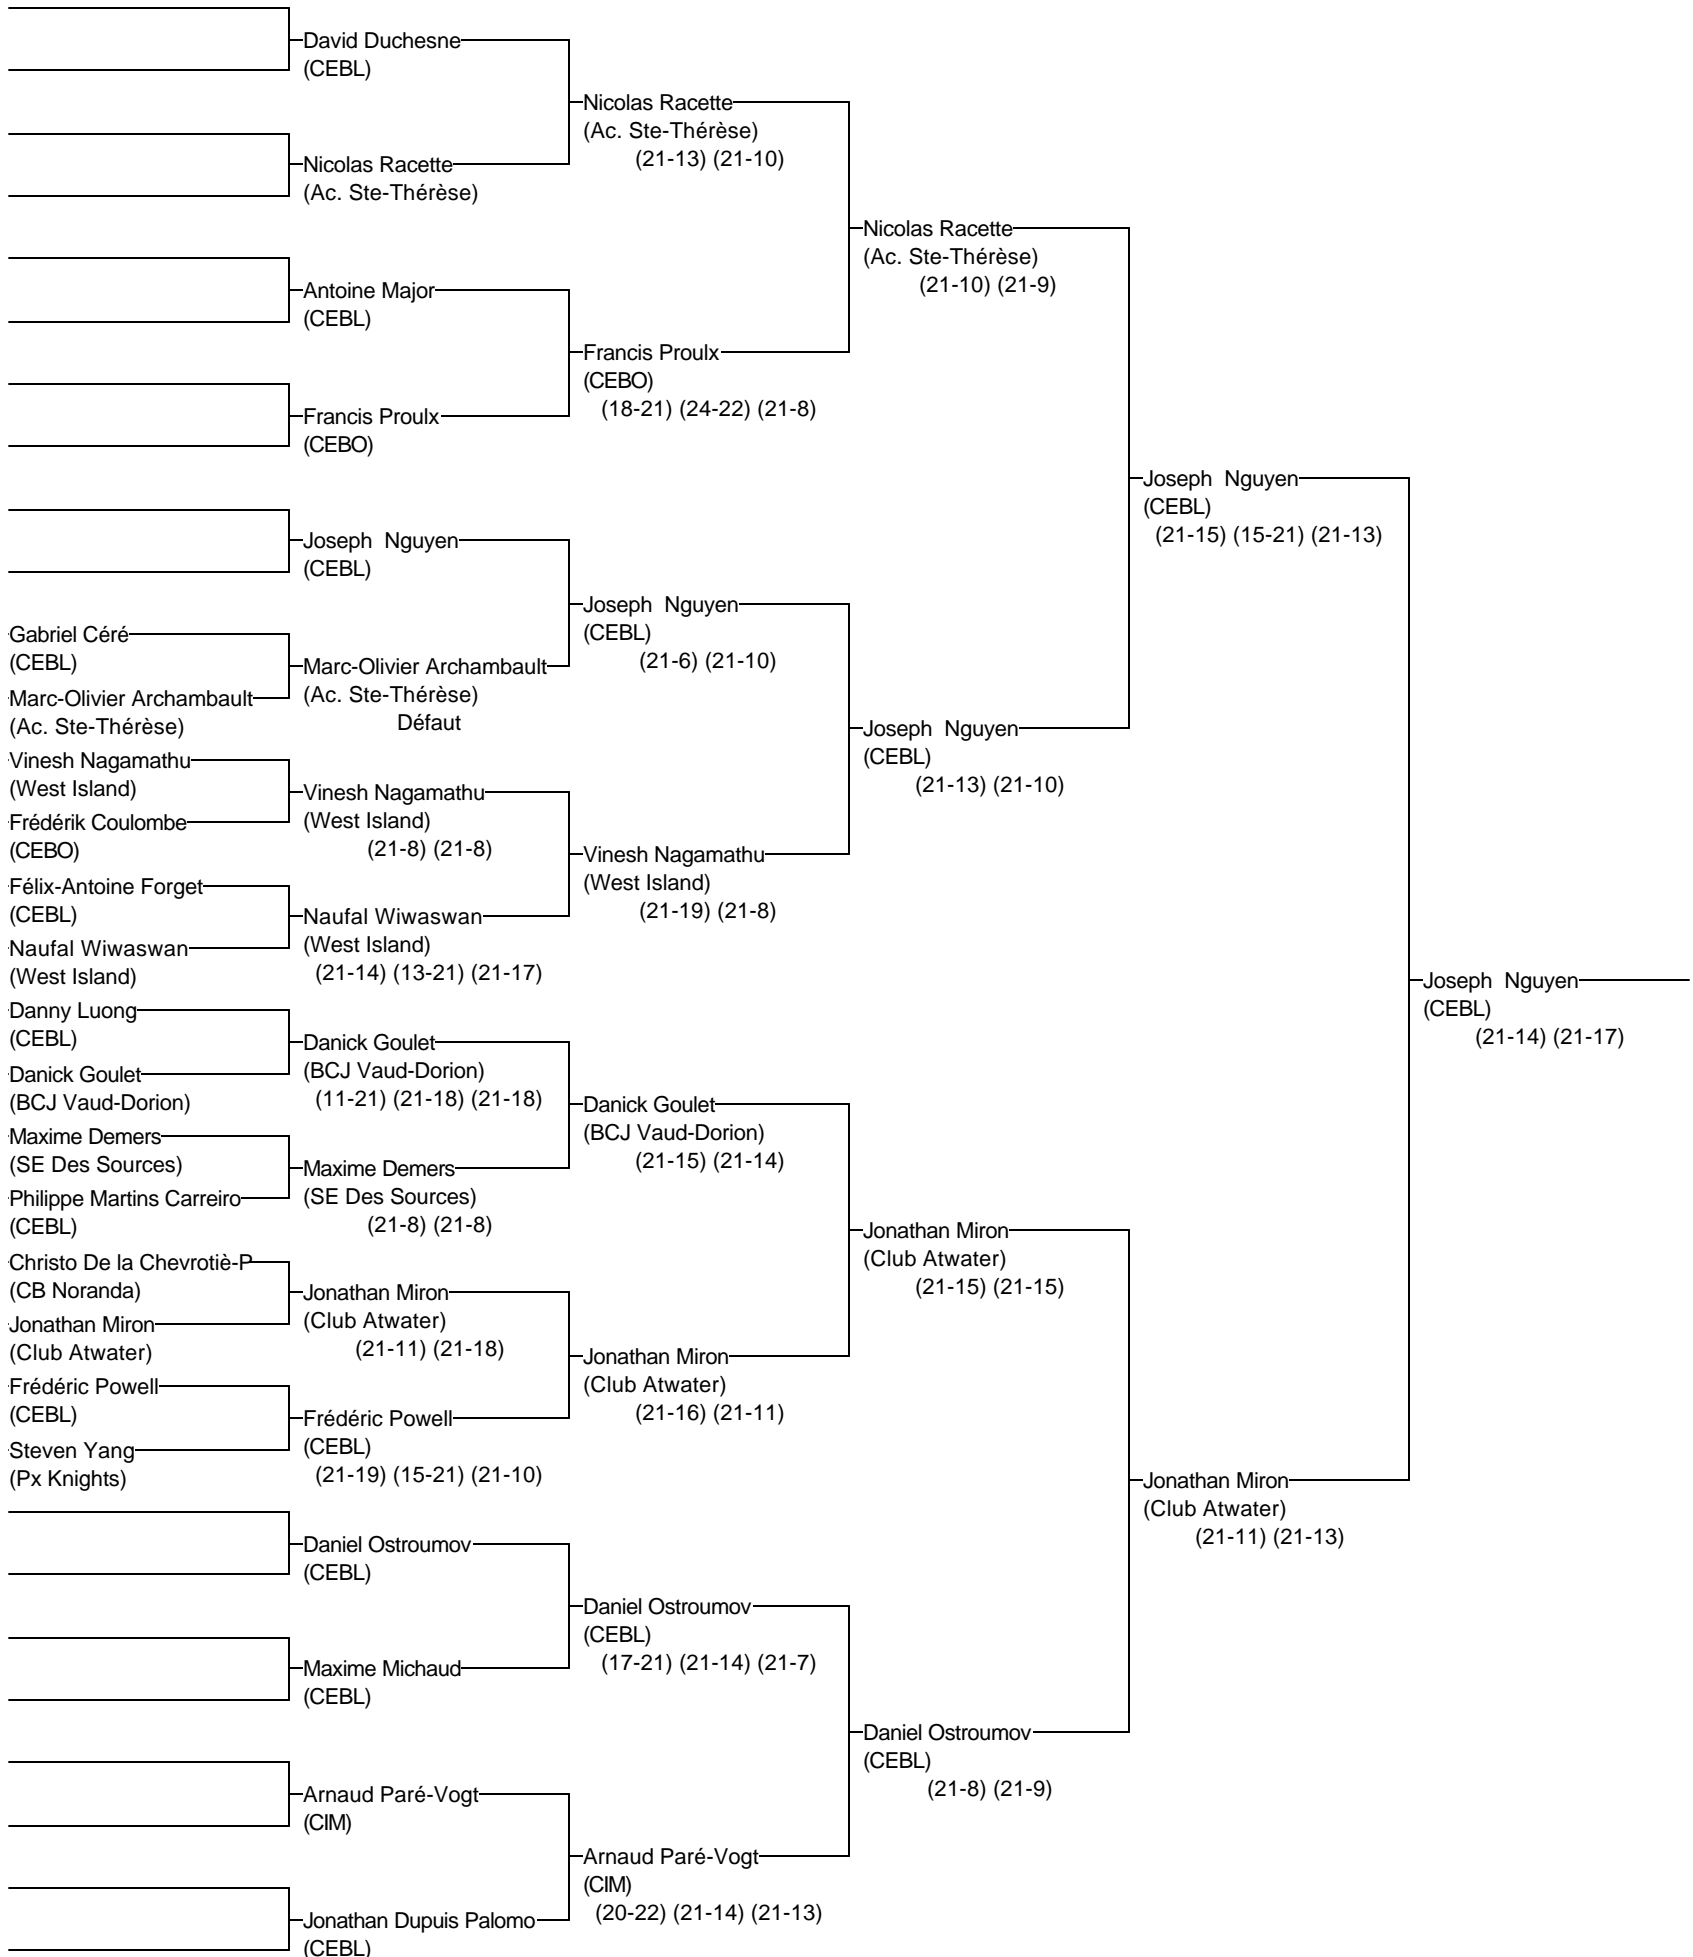 David Duchesne
(CEBL)
Nicolas Racette
(Ac. Ste-Thérèse)
(21-13) (21-10)
Nicolas Racette
(Ac. Ste-Thérèse)
Nicolas Racette
(Ac. Ste-Thérèse)
(21-10) (21-9)
Antoine Major
(CEBL)
Francis Proulx
(CEBO)
(18-21) (24-22) (21-8)
Francis Proulx
(CEBO)
Joseph Nguyen
(CEBL)
(21-15) (15-21) (21-13)
Joseph Nguyen
(CEBL)
Joseph Nguyen
(CEBL)
(21-6) (21-10)
Gabriel Céré
(CEBL)
Marc-Olivier Archambault
(Ac. Ste-Thérèse)
Défaut
Marc-Olivier Archambault
(Ac. Ste-Thérèse)
Joseph Nguyen
(CEBL)
(21-13) (21-10)
Vinesh Nagamathu
(West Island)
Vinesh Nagamathu
(West Island)
(21-8) (21-8)
Frédérik Coulombe
(CEBO)
Vinesh Nagamathu
(West Island)
(21-19) (21-8)
Félix-Antoine Forget
(CEBL)
Naufal Wiwaswan
(West Island)
(21-14) (13-21) (21-17)
Naufal Wiwaswan
(West Island)
Joseph Nguyen
(CEBL)
(21-14) (21-17)
Danny Luong
(CEBL)
Danick Goulet
(BCJ Vaud-Dorion)
(11-21) (21-18) (21-18)
Danick Goulet
(BCJ Vaud-Dorion)
Danick Goulet
(BCJ Vaud-Dorion)
(21-15) (21-14)
Maxime Demers
(SE Des Sources)
Maxime Demers
(SE Des Sources)
(21-8) (21-8)
Philippe Martins Carreiro
(CEBL)
Jonathan Miron
(Club Atwater)
(21-15) (21-15)
Christo De la Chevrotiè-P
(CB Noranda)
Jonathan Miron
(Club Atwater)
(21-11) (21-18)
Jonathan Miron
(Club Atwater)
Jonathan Miron
(Club Atwater)
(21-16) (21-11)
Frédéric Powell
(CEBL)
Frédéric Powell
(CEBL)
(21-19) (15-21) (21-10)
Steven Yang
(Px Knights)
Jonathan Miron
(Club Atwater)
(21-11) (21-13)
Daniel Ostroumov
(CEBL)
Daniel Ostroumov
(CEBL)
(17-21) (21-14) (21-7)
Maxime Michaud
(CEBL)
Daniel Ostroumov
(CEBL)
(21-8) (21-9)
Arnaud Paré-Vogt
(CIM)
Arnaud Paré-Vogt
(CIM)
(20-22) (21-14) (21-13)
Jonathan Dupuis Palomo
(CEBL)